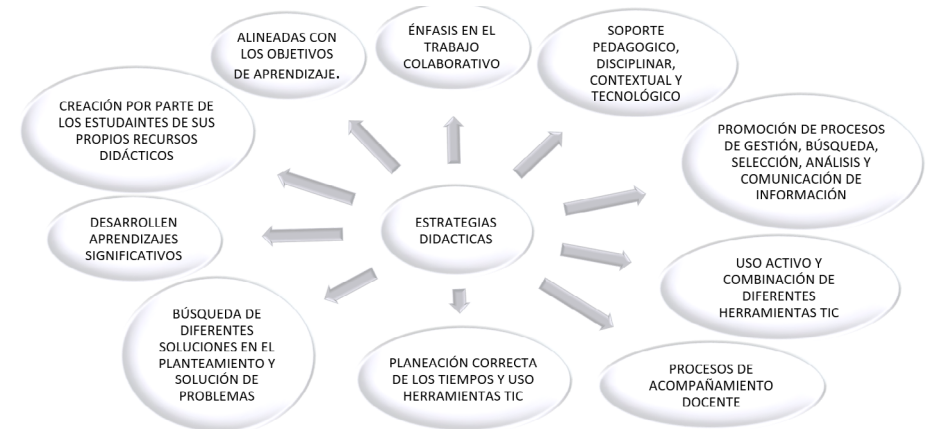 ALINEADAS CON
LOS OBJETIVOS
DE APRENDIZAJE.
ÉNFASIS EN EL
TRABAJO
COLABORATIVO
SOPORTE
PEDAGOGICO,
DISCIPLINAR,
CONTEXTUAL Y
TECNOLÓGICO
CREACIÓN POR PARTE DE
LOS ESTUDAINTES DE SUS
PROPIOS RECURSOS
DIDÁCTICOS
PROMOCIÓN DE PROCESOS
DE GESTIÓN, BÚSQUEDA,
SELECCIÓN, ANÁLISIS Y
COMUNICACIÓN DE
INFORMACIÓN
DESARROLLEN
APRENDIZAJES
SIGNIFICATIVOS
ESTRATEGIAS
DIDACTICAS
USO ACTIVO Y
COMBINACIÓN DE
DIFERENTES
HERRAMIENTAS TIC
BÚSQUEDA DE
DIFERENTES
SOLUCIONES EN EL
PLANTEAMIENTO Y
SOLUCIÓN DE
PROBLEMAS
PLANEACIÓN CORRECTA
DE LOS TIEMPOS Y USO
HERRAMIENTAS TIC
PROCESOS DE
ACOMPAÑAMIENTO
DOCENTE